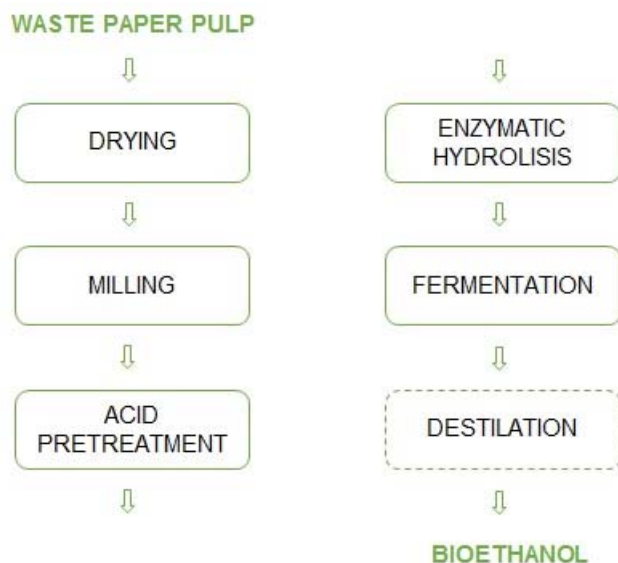 WASTE PAPER PULP
DRYING
MILLING
ACID
PRETREATMENT
ENZYMATIC
HYDROLISIS
FERMENTATION
DESTILATION
BIOETHANOL